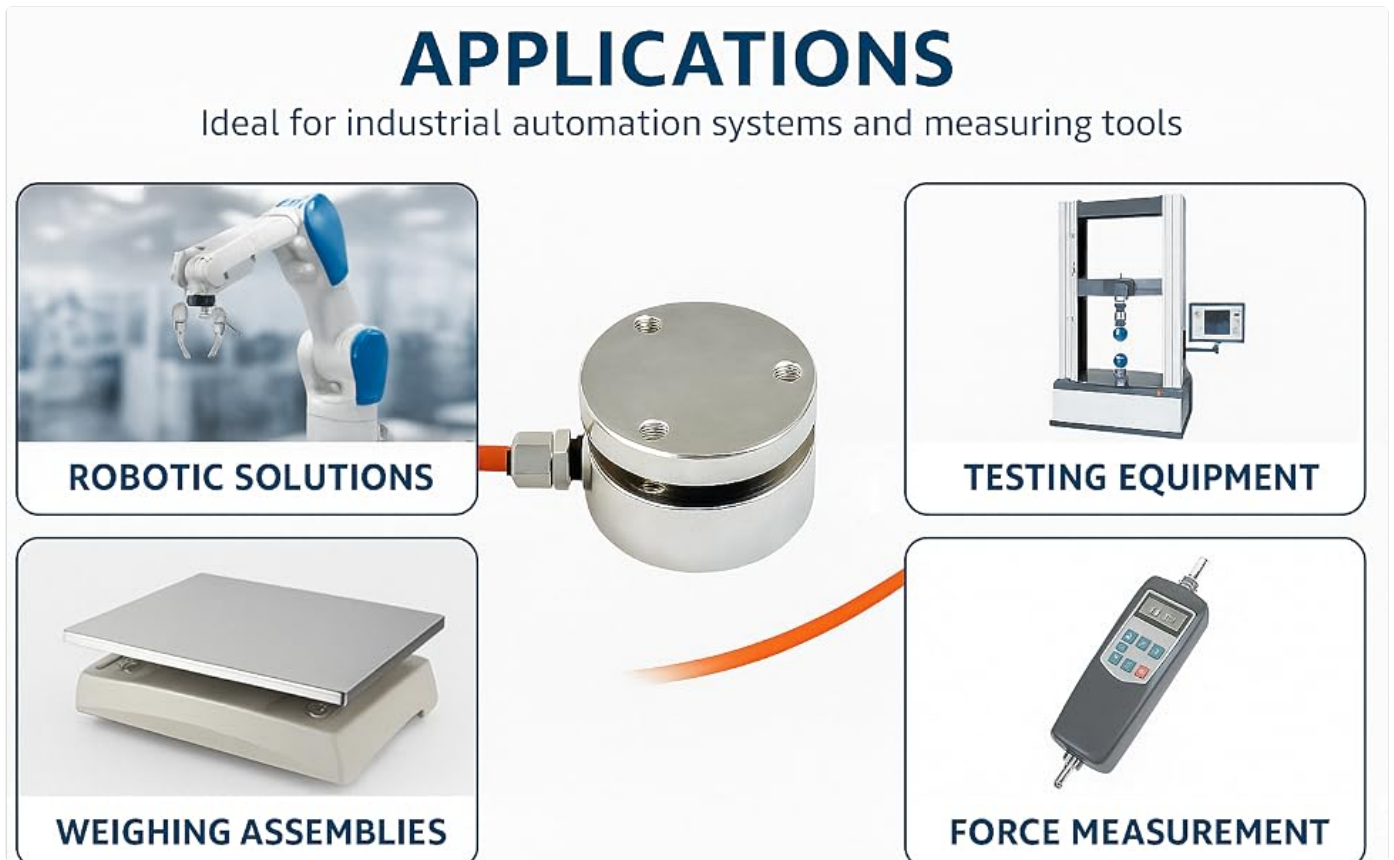 APPLICATIONS
Ideal for industrial automation systems and measuring tools
ROBOTIC SOLUTIONS
TESTING EQUIPMENT
WEIGHING ASSEMBLIES
FORCE MEASUREMENT